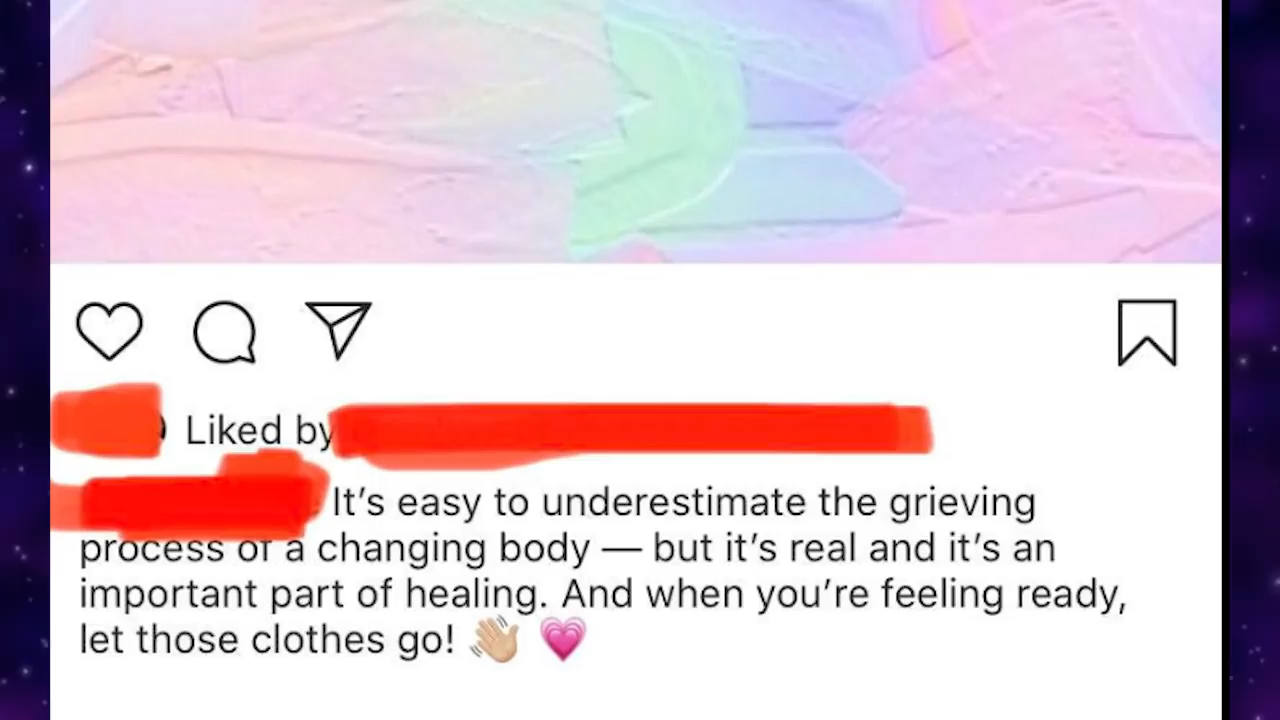 Liked by
It’s easy to underestimate the grieving
process of a changing body — but it’s real and it’s an
important part of healing. And when you’re feeling ready,
let those clothes go! 👋🏼 💗